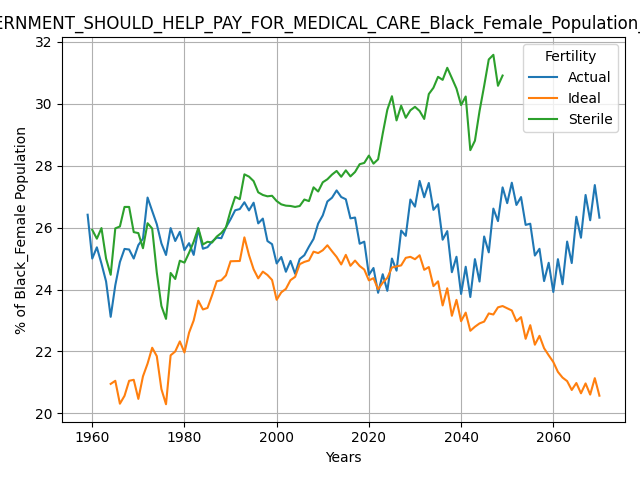 ERNMENT_SHOULD_HELP_PAY_FOR_MEDICAL_CARE_Black_Female_Population_
32
30
28
26
24
22
20
% of Black_Female Population
1960
1980
2000
2020
2040
2060
Years
Fertility
Actual
Ideal
Sterile